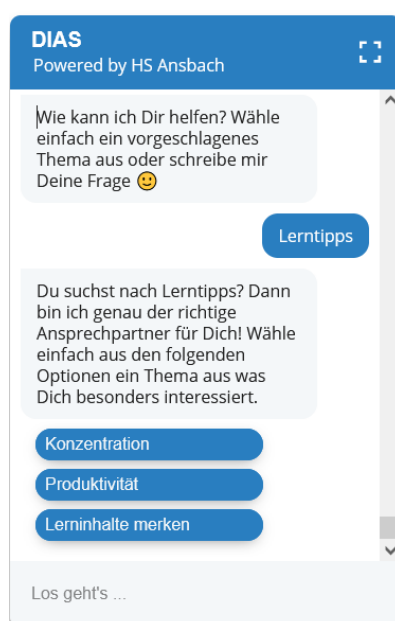 DIAS
Powered by HS Ansbach
Wie kann ich Dir helfen? Wähle
einfach ein vorgeschlagenes
Thema aus oder schreibe mir
Deine Frage 🙂
Lerntipps
Du suchst nach Lerntipps? Dann
bin ich genau der richtige
Ansprechpartner für Dich! Wähle
einfach aus den folgenden
Optionen ein Thema aus was
Dich besonders interessiert.
Konzentration
Produktivität
Lerninhalte merken
Los geht's ...